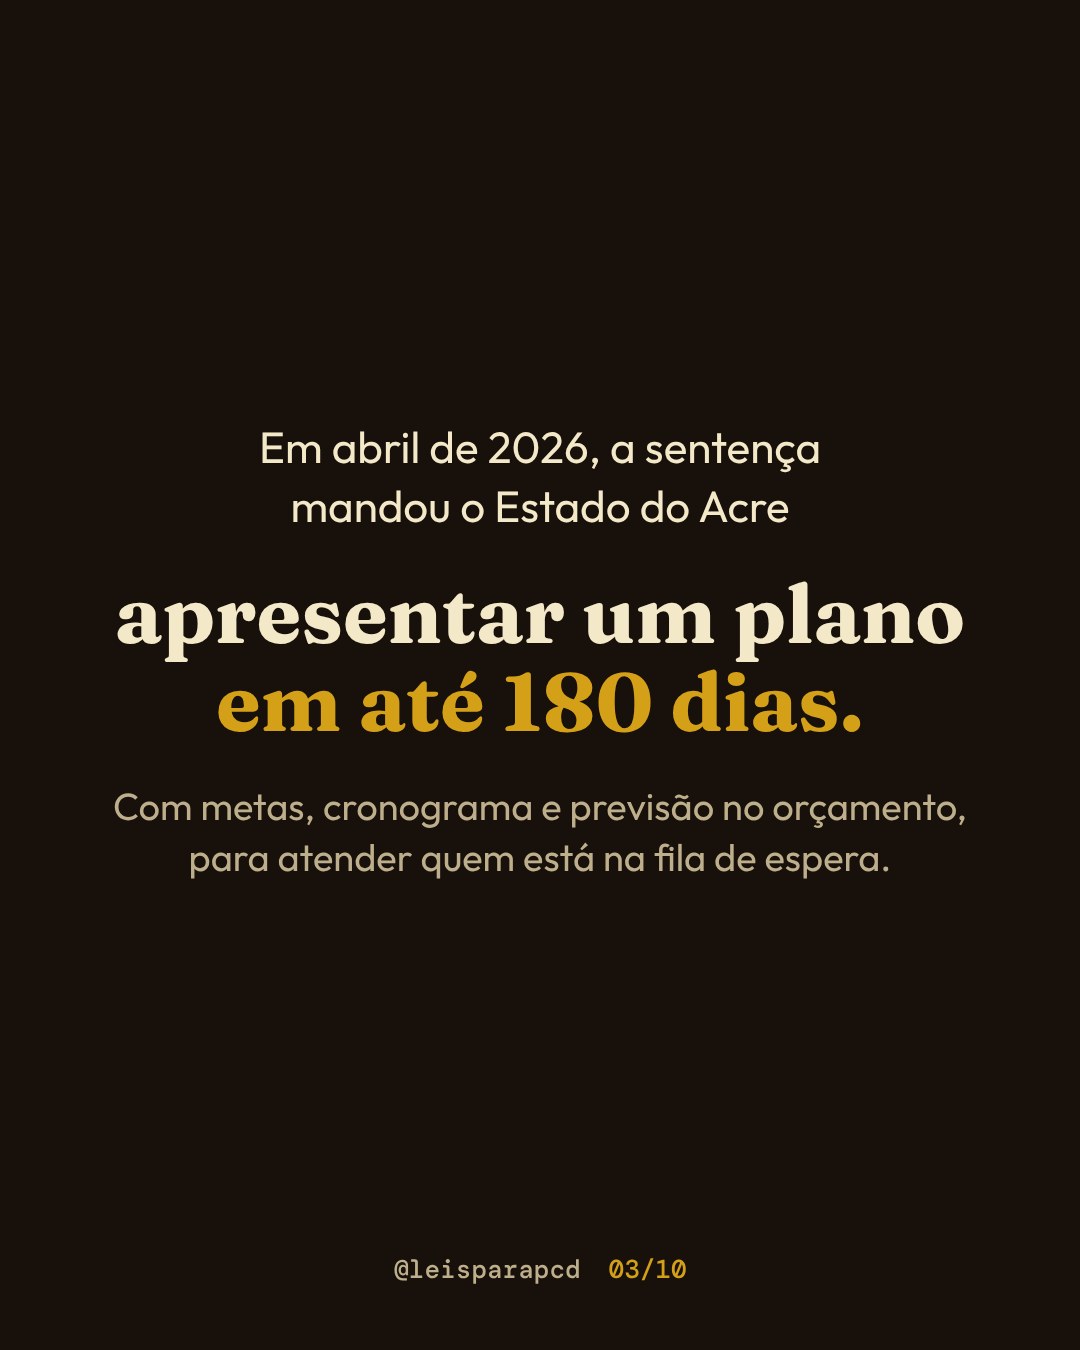 Em abril de 2026, a sentença
mandou o Estado do Acre
apresentar um plano
em até 180 dias.
Com metas, cronograma e previsão no orçamento,
para atender quem está na fila de espera.
@leisparapcd 03/10